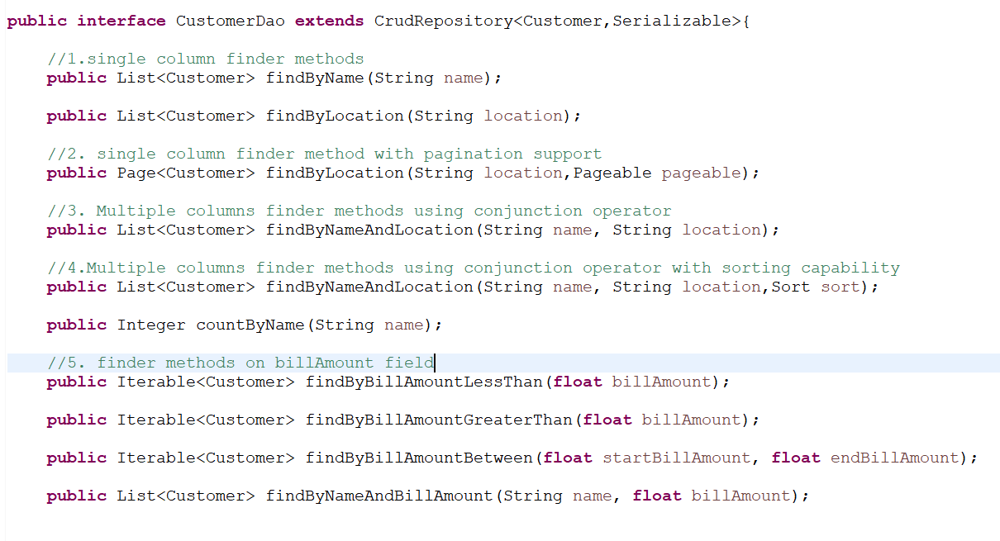 public interface CustomerDao extends CrudRepository<Customer,Serializable>{
//1.single column finder methods
public List<Customer> findByName(String name);
public List<Customer> findByLocation(String location);
//2. single column finder method with pagination support
public Page<Customer> findByLocation(String location,Pageable pageable);
//3. Multiple columns finder methods using conjunction operator
public List<Customer> findByNameAndLocation(String name, String location);
//4.Multiple columns finder methods using conjunction operator with sorting capability
public List<Customer> findByNameAndLocation(String name, String location,Sort sort);
public Integer countByName(String name);
//5. finder methods on billAmount field
public Iterable<Customer> findByBillAmountLessThan(float billAmount);
public Iterable<Customer> findByBillAmountGreaterThan(float billAmount);
public Iterable<Customer> findByBillAmountBetween(float startBillAmount, float endBillAmount);
public List<Customer> findByNameAndBillAmount(String name, float billAmount);